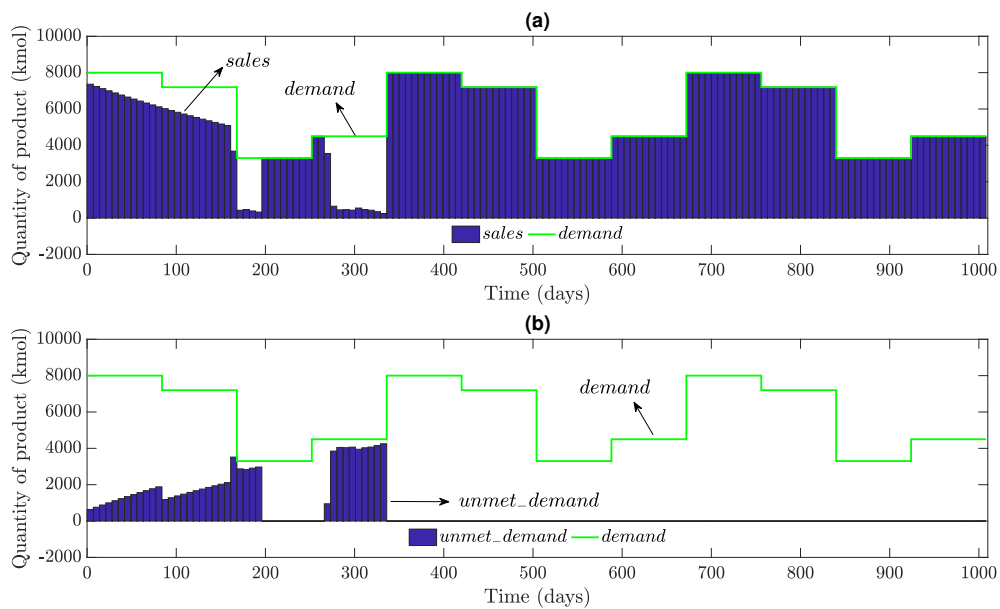 (a)
Quantity of product (kmol)
10000
8000
6000
4000
2000
0
-2000
sales
demand
sales demand
0 100 200 300 400 500 600 700 800 900 1000
Time (days)
(b)
Quantity of product (kmol)
10000
8000
6000
4000
2000
0
-2000
demand
unmet_demand
unmet_demand demand
0 100 200 300 400 500 600 700 800 900 1000
Time (days)